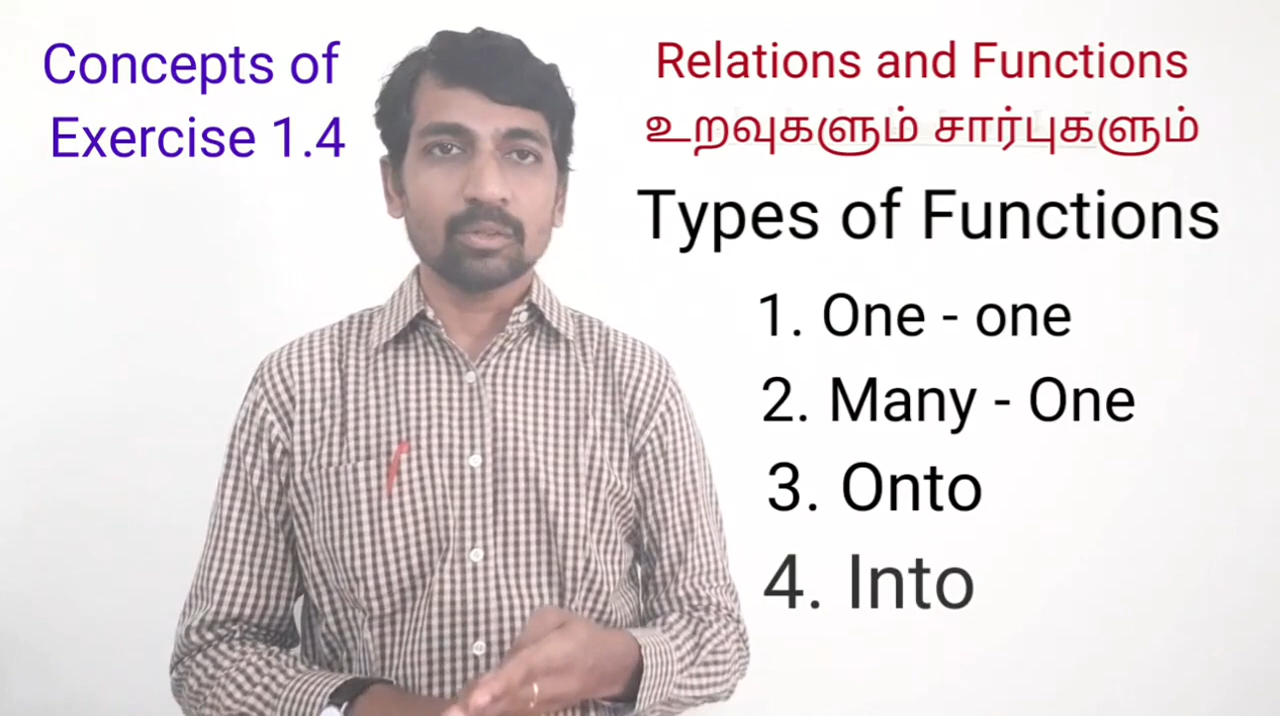 Concepts of
Exercise 1.4
Relations and Functions
உறவுகளும் சார்புகளும்
Types of Functions
1. One - one
2. Many - One
3. Onto
4. Into